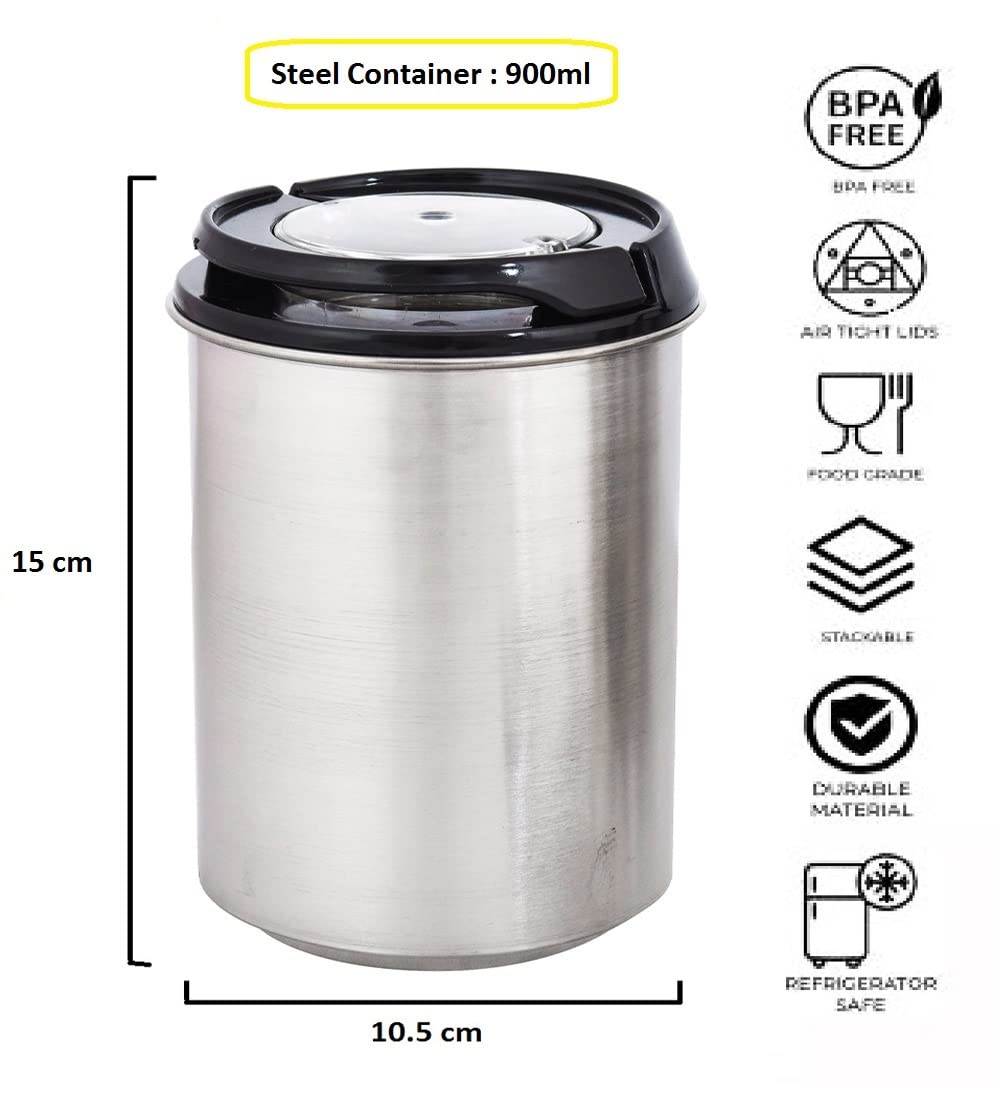 Steel Container : 900ml
BPA
FREE
BPA FREE
AIR TIGHT LIDS
FOOD GRADE
STACKABLE
15 cm
DURABLE
MATERIAL
REFRIGERATOR
SAFE
10.5 cm